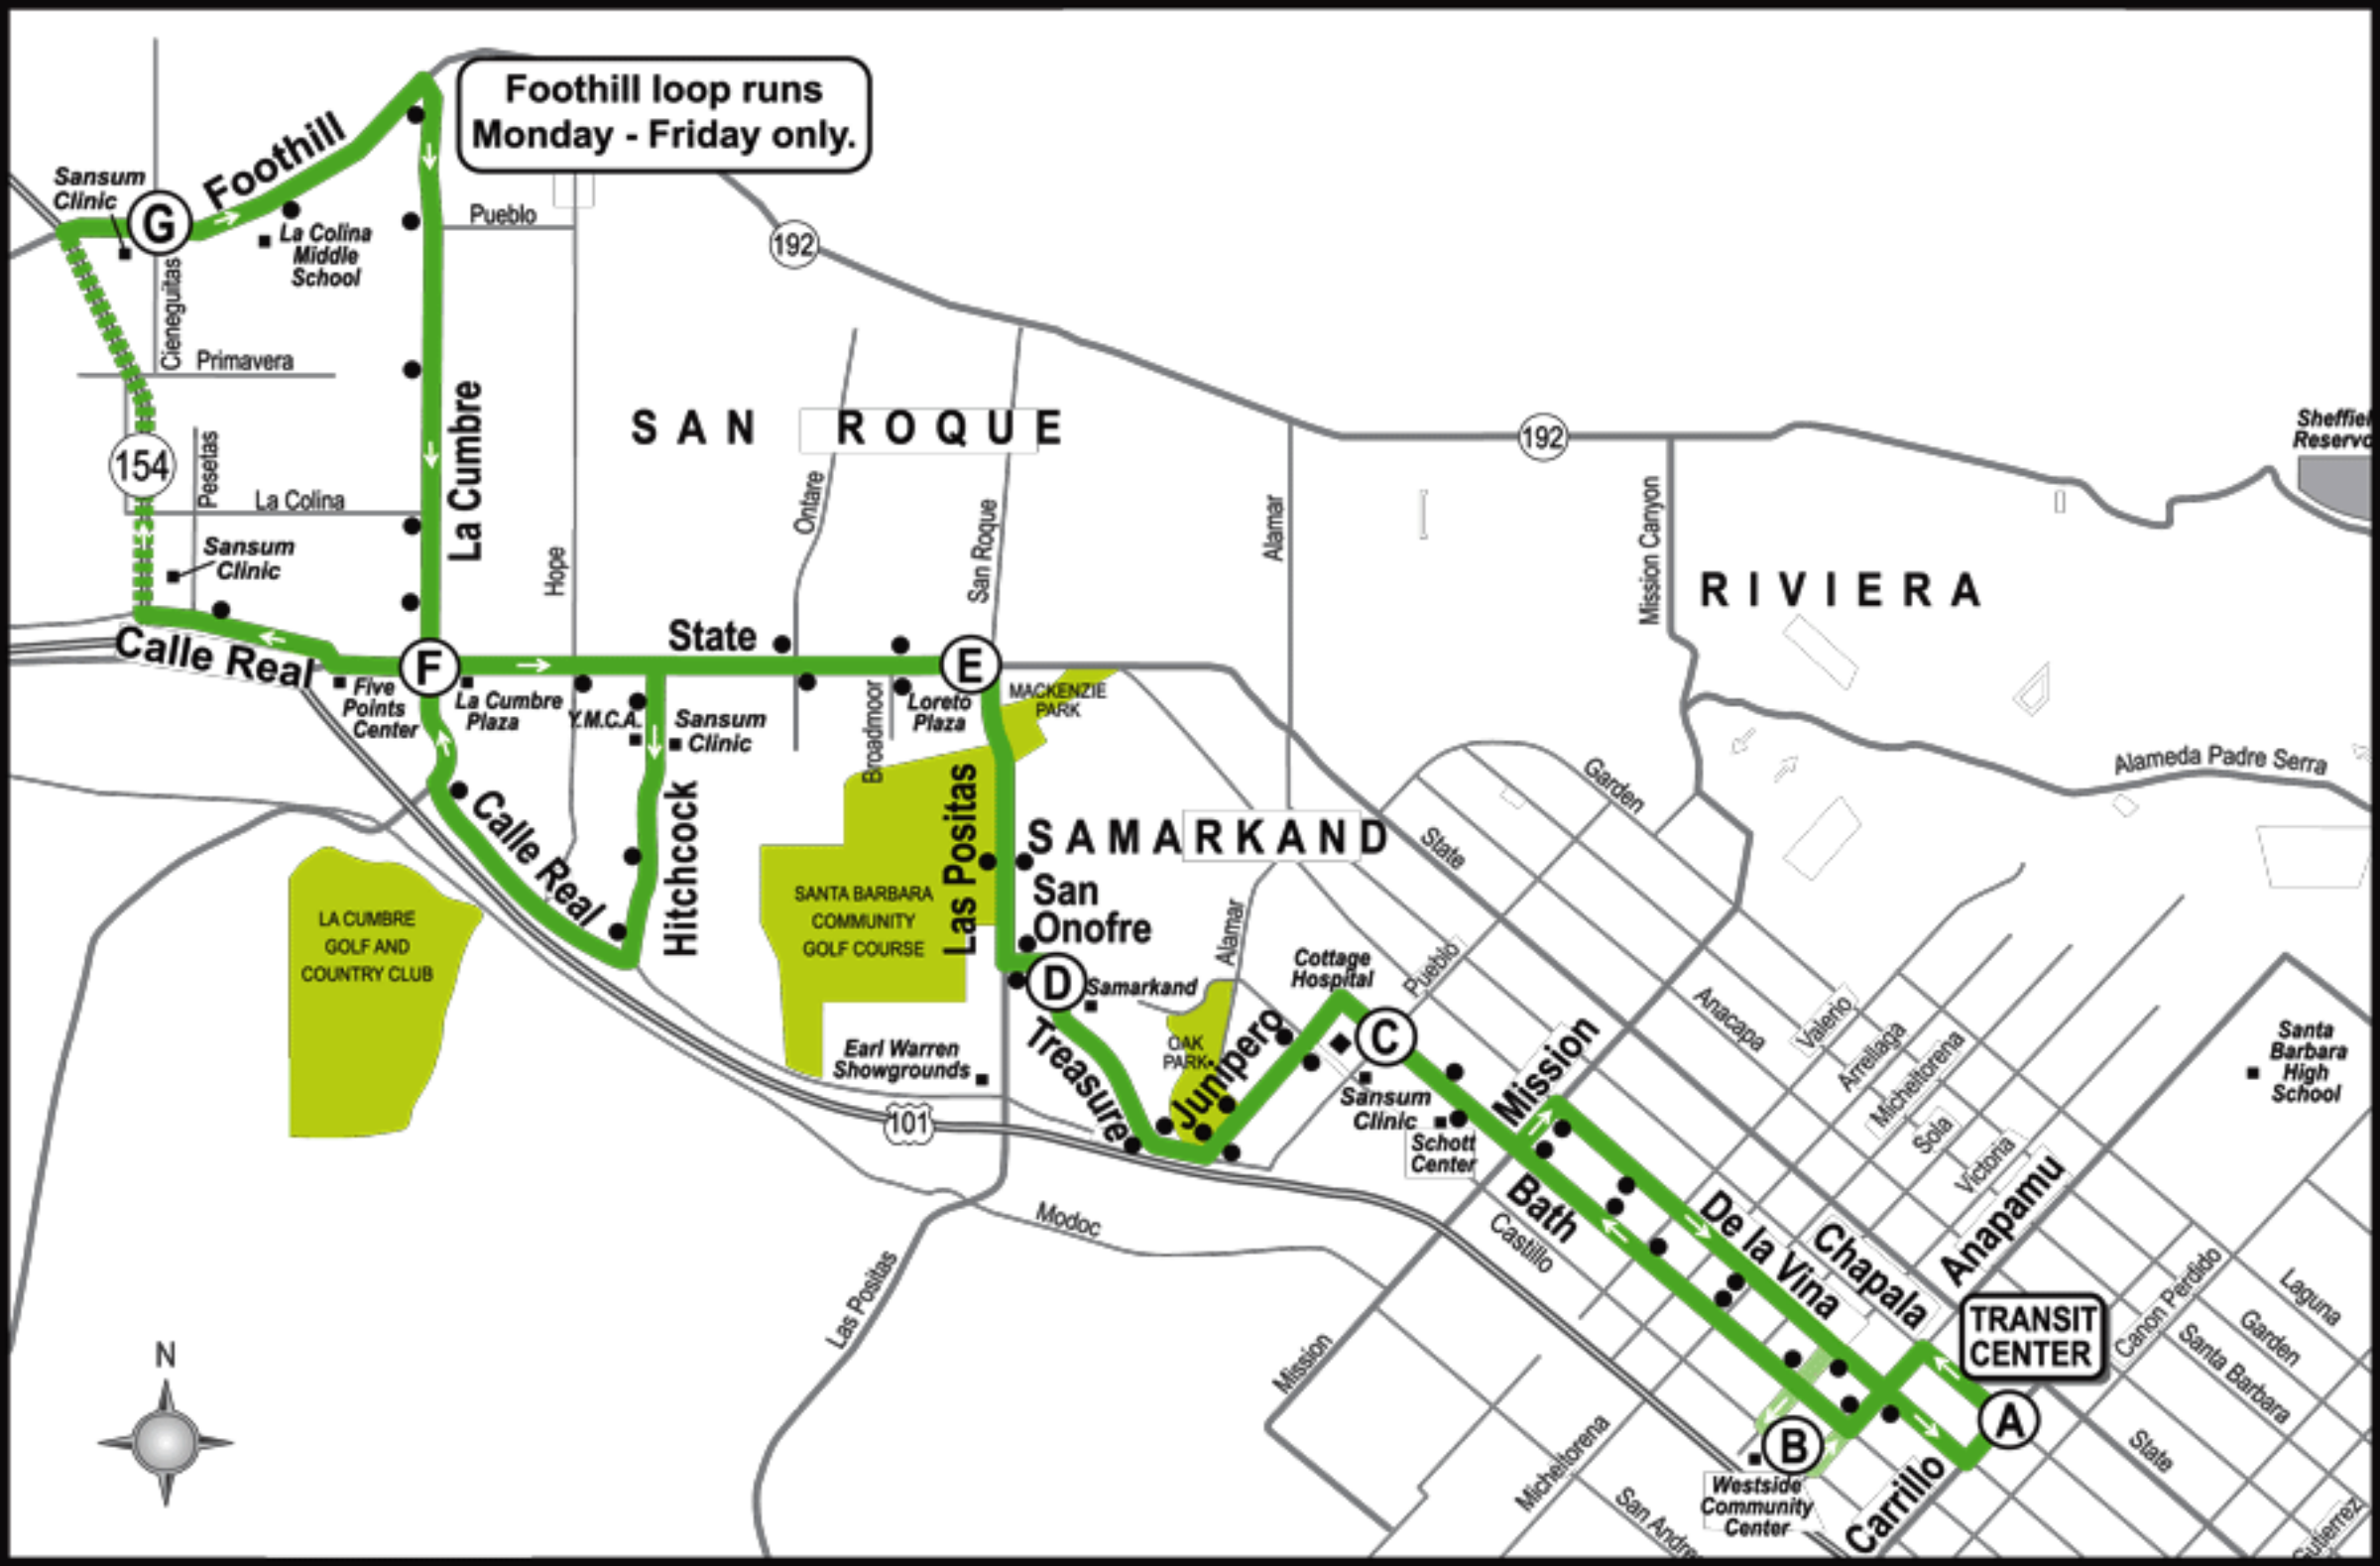 Foothill loop runs
Monday - Friday only.
Sansum
Clinic
G
Foothill
La Colina
Middle
School
Pueblo
192
Cieneguitas
Primavera
La Cumbre
SAN ROQUE
192
Sheffiel
Reservo
154
Pesetas
La Colina
Ontare
San Roque
Alamar
Mission Canyon
Sansum
Clinic
Hope
RIVIERA
Calle Real
F
State
E
Five
Points
Center
La Cumbre
Plaza
Y.M.C.A.
Sansum
Clinic
Broadmoor
Loreto
Plaza
MACKENZIE
PARK
Garden
Alameda Padre Serra
Calle Real
Hitchcock
Las Positas
SAMARKAND
State
LA CUMBRE
GOLF AND
COUNTRY CLUB
SANTA BARBARA
COMMUNITY
GOLF COURSE
San
Onofre
Alamar
Cottage
Hospital
Pueblo
D
Samarkand
Anacapa
Valerio
Arrellaga
Micheltorena
Sola
Victoria
Santa
Barbara
High
School
Treasure
OAK
PARK
Junipero
C
Mission
Earl Warren
Showgrounds
Sansum
Clinic
Schott
Center
101
Bath
Castillo
De la Vina
Chapala
Anapamu
Modoc
Las Positas
Mission
TRANSIT
CENTER
Canon Perdido
Laguna
Garden
Santa Barbara
N
A
B
Westside
Community
Center
Carrillo
State
Micheltorena
San Andre
Gutierrez